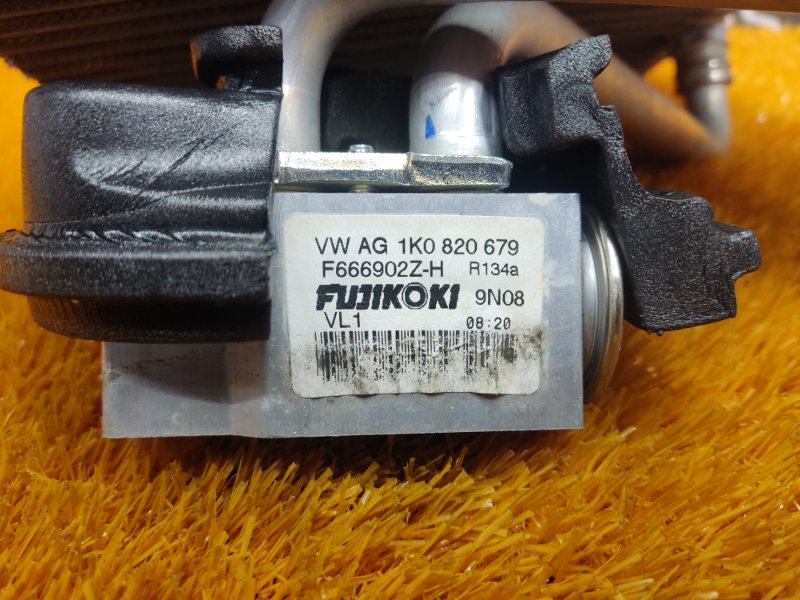 VW AG 1K0 820 679
F666902Z-H R134a
FUJIKOKI 9N08
VL1 08:20